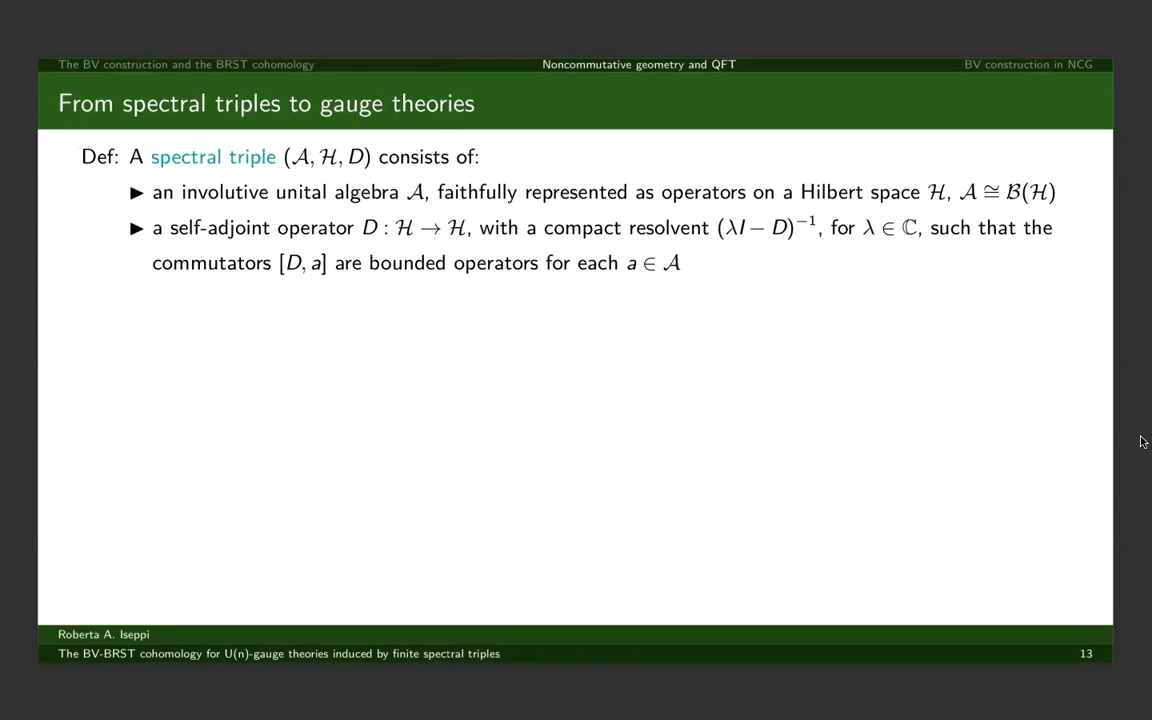 The BV construction and the BRST cohomology Noncommutative geometry and QFT BV construction in NCG
From spectral triples to gauge theories
Def: A spectral triple (𝒜, ℋ, D) consists of:
▶ an involutive unital algebra 𝒜, faithfully represented as operators on a Hilbert space ℋ, 𝒜 ≅ ℬ(ℋ)
▶ a self-adjoint operator D : ℋ → ℋ, with a compact resolvent (λI − D)⁻¹, for λ ∈ ℂ, such that the
commutators [D, a] are bounded operators for each a ∈ 𝒜
Roberta A. Iseppi
The BV-BRST cohomology for U(n)-gauge theories induced by finite spectral triples 13